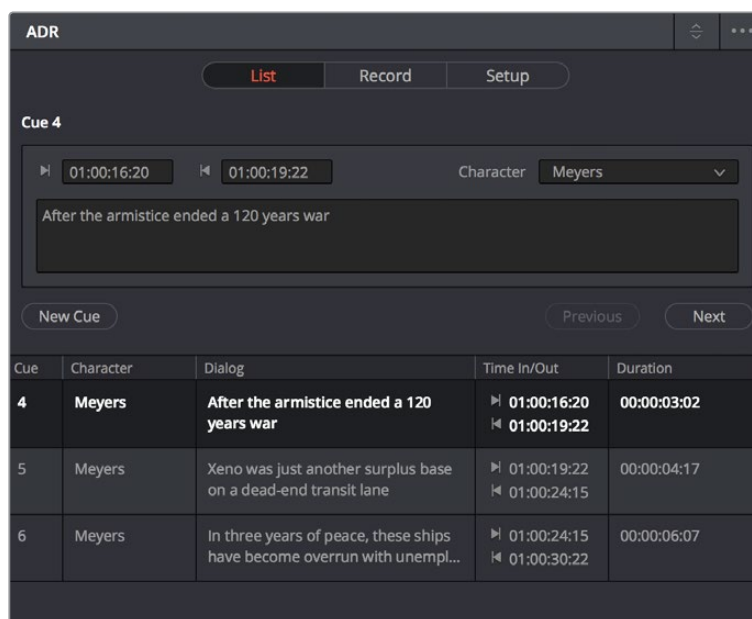 ADR
List Record Setup
Cue 4
01:00:16:20 01:00:19:22 Character Meyers
After the armistice ended a 120 years war
New Cue Previous Next
Cue Character Dialog Time In/Out Duration
4 Meyers After the armistice ended a 120 01:00:16:20 00:00:03:02
years war 01:00:19:22
5 Meyers Xeno was just another surplus base 01:00:19:22 00:00:04:17
on a dead-end transit lane 01:00:24:15
6 Meyers In three years of peace, these ships 01:00:24:15 00:00:06:07
have become overrun with unempl... 01:00:30:22